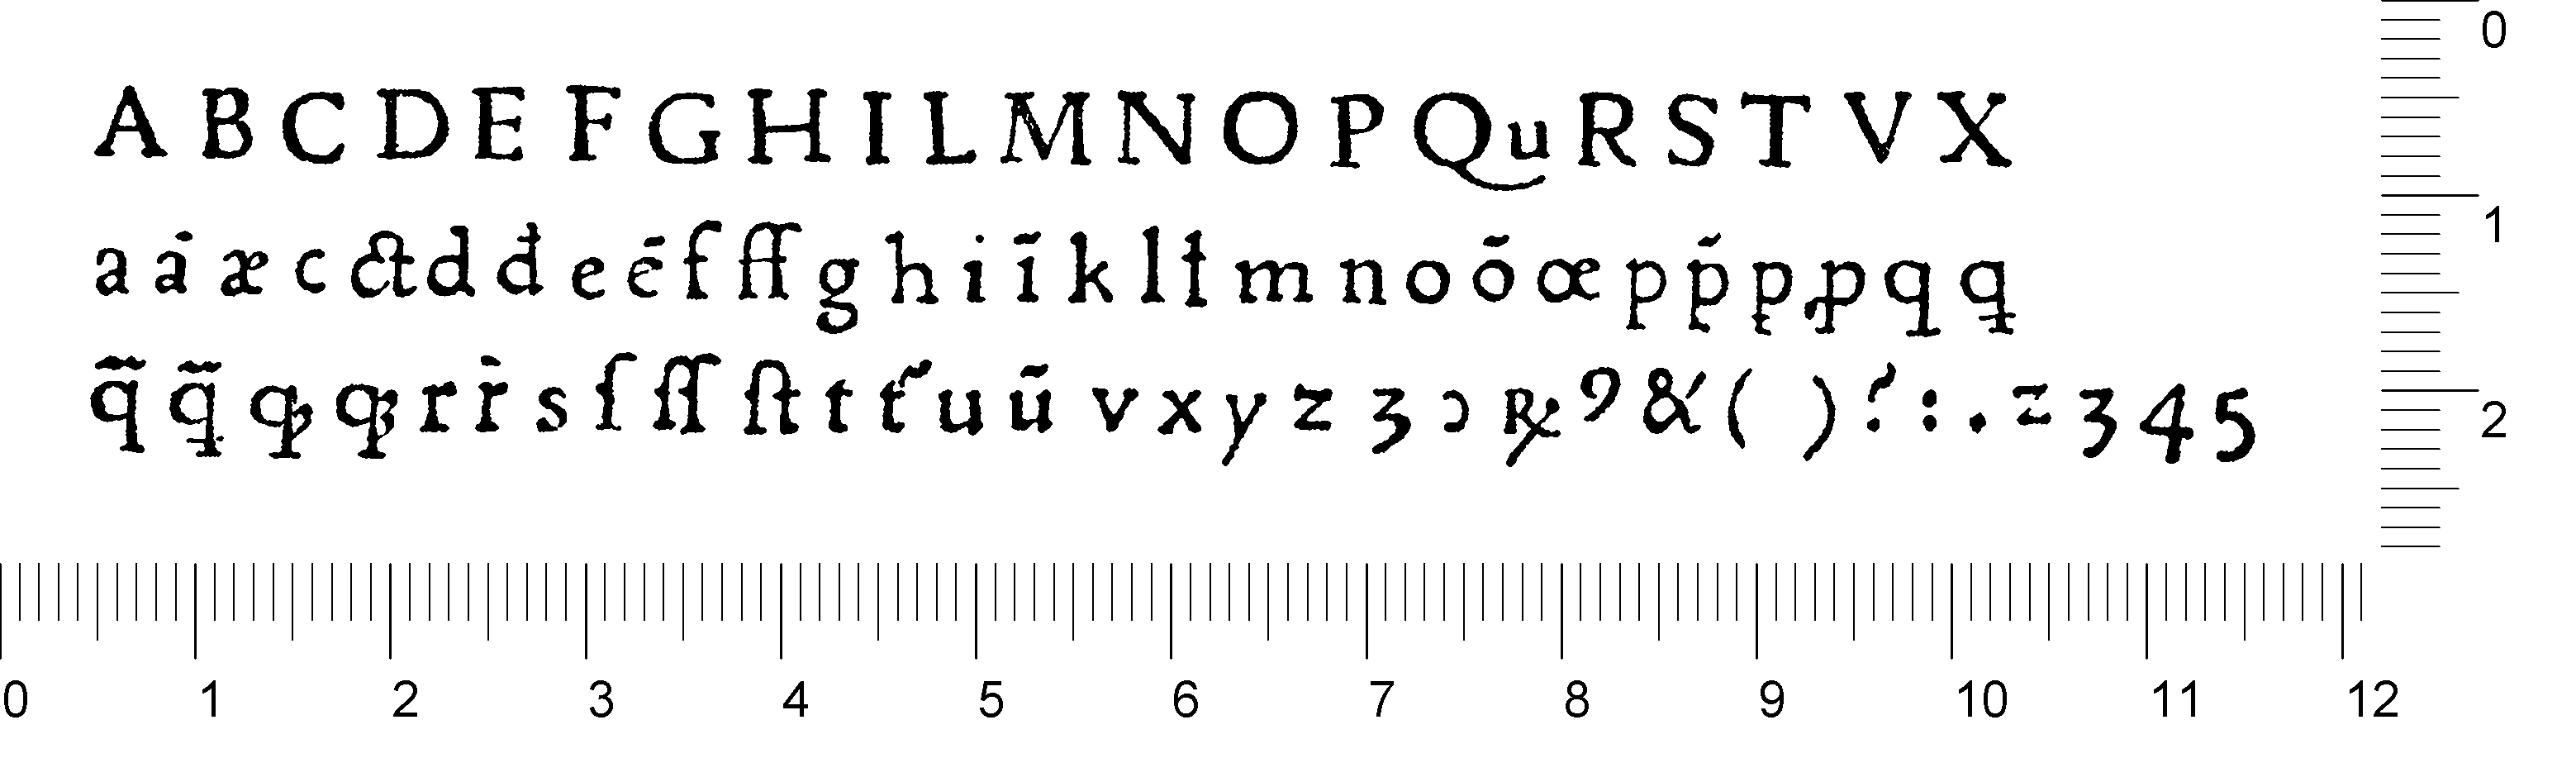 A B C D E F G H I L M N O P Qu R S T V X
a ā æ c ct d đ e ē f ff g h i ī k l ł m n o ō œ p p̄ ꝑ ꝓ q ꝗ
q̃ ꝗ̃ ꝙ qꝫ r r̄ s ſ ſſ ſt t t᷑ u ū v x y z ꝫ ɔ ℞ ꝰ & ( ) ? : . ⁊ 3 4 5
0
1
2
0 1 2 3 4 5 6 7 8 9 10 11 12